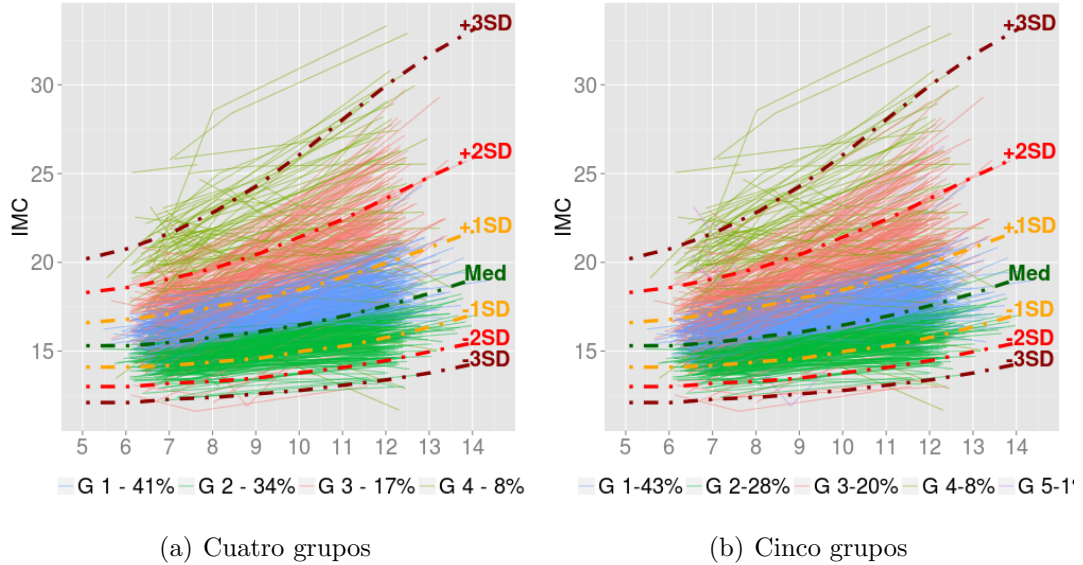 +3SD
+3SD
30
30
+2SD
+2SD
25
25
IMC
IMC
+1SD
+1SD
20
20
Med
Med
-1SD
-1SD
15
15
-2SD
-2SD
-3SD
-3SD
5 6 7 8 9 10 11 12 13 14
5 6 7 8 9 10 11 12 13 14
G 1 - 41% G 2 - 34% G 3 - 17% G 4 - 8%
G 1-43% G 2-28% G 3-20% G 4-8% G 5-1%
(a) Cuatro grupos
(b) Cinco grupos